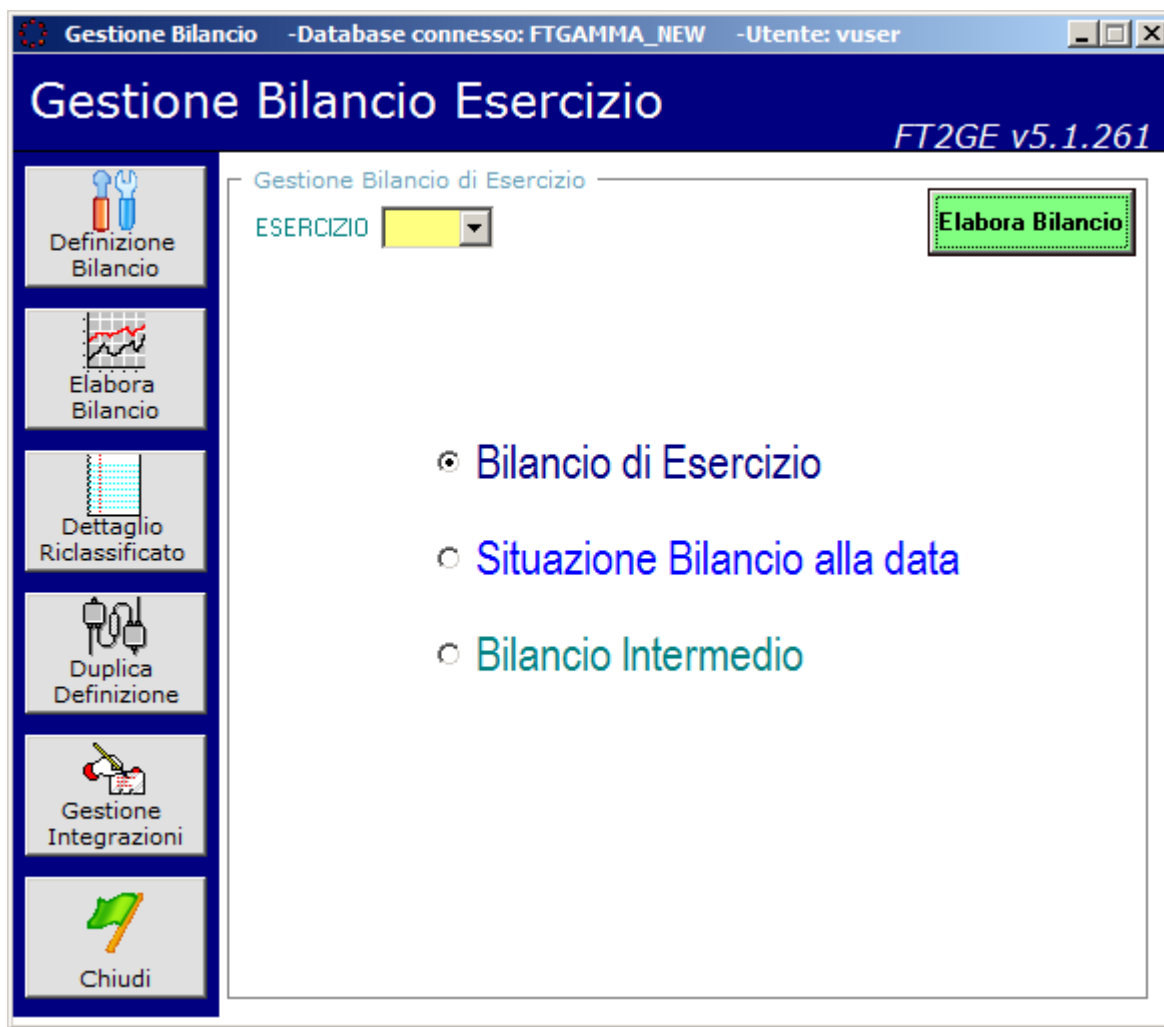 Gestione Bilancio -Database connesso: FTGAMMA_NEW -Utente: vuser
Gestione Bilancio Esercizio
FT2GE v5.1.261
Definizione
Bilancio
Elabora
Bilancio
Dettaglio
Riclassificato
Duplica
Definizione
Gestione
Integrazioni
Chiudi
Gestione Bilancio di Esercizio
ESERCIZIO
Elabora Bilancio
Bilancio di Esercizio
Situazione Bilancio alla data
Bilancio Intermedio